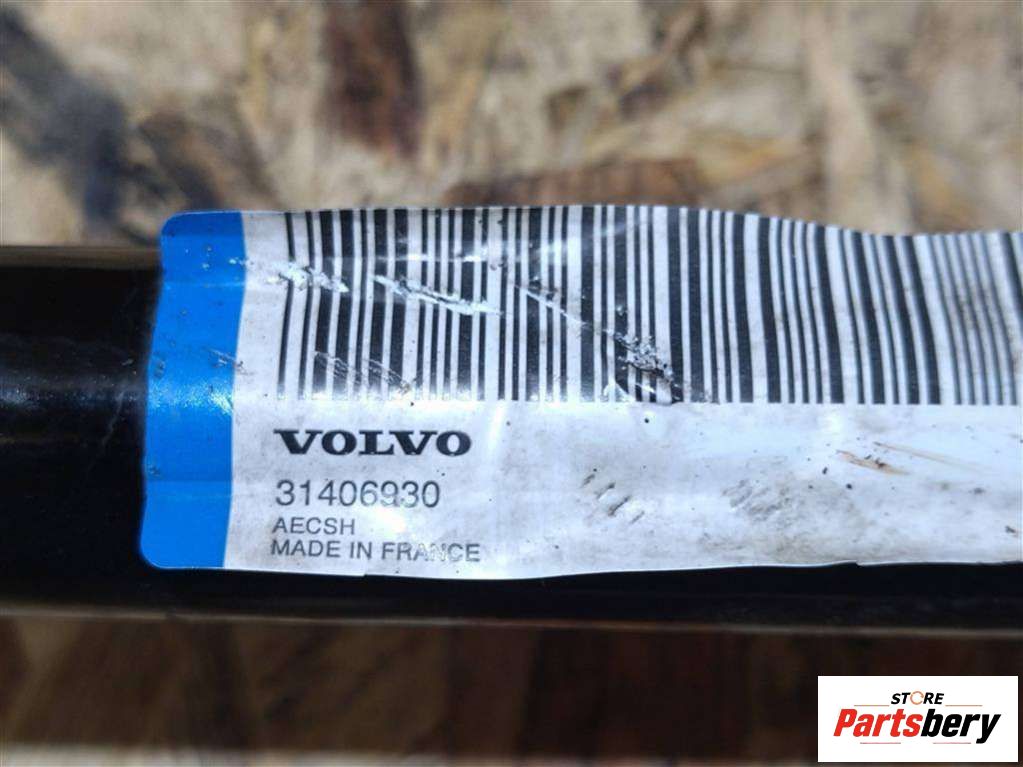 VOLVO
31406930
AECSH
MADE IN FRANCE
STORE
Partsbery